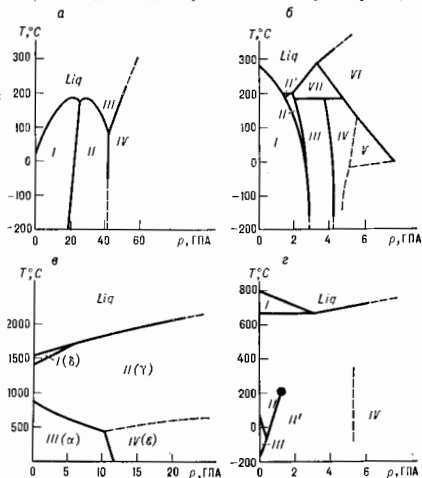 а
T,°C
Liq
200
100
0
-100
-200
I
II
III
IV
0
20
40
60
p, ГПА
б
T,°C
Liq
300
200
100
0
-100
-200
II'
VII
VI
II
I
III
IV
V
0
2
4
6
p, ГПА
в
T,°C
Liq
2000
1500
1000
500
I(δ)
II(γ)
III(α)
IV(ε)
0
5
10
15
20
p, ГПА
г
T,°C
800
600
400
200
0
-200
I
Liq
II
II'
III
IV
0
2
4
6
p, ГПА